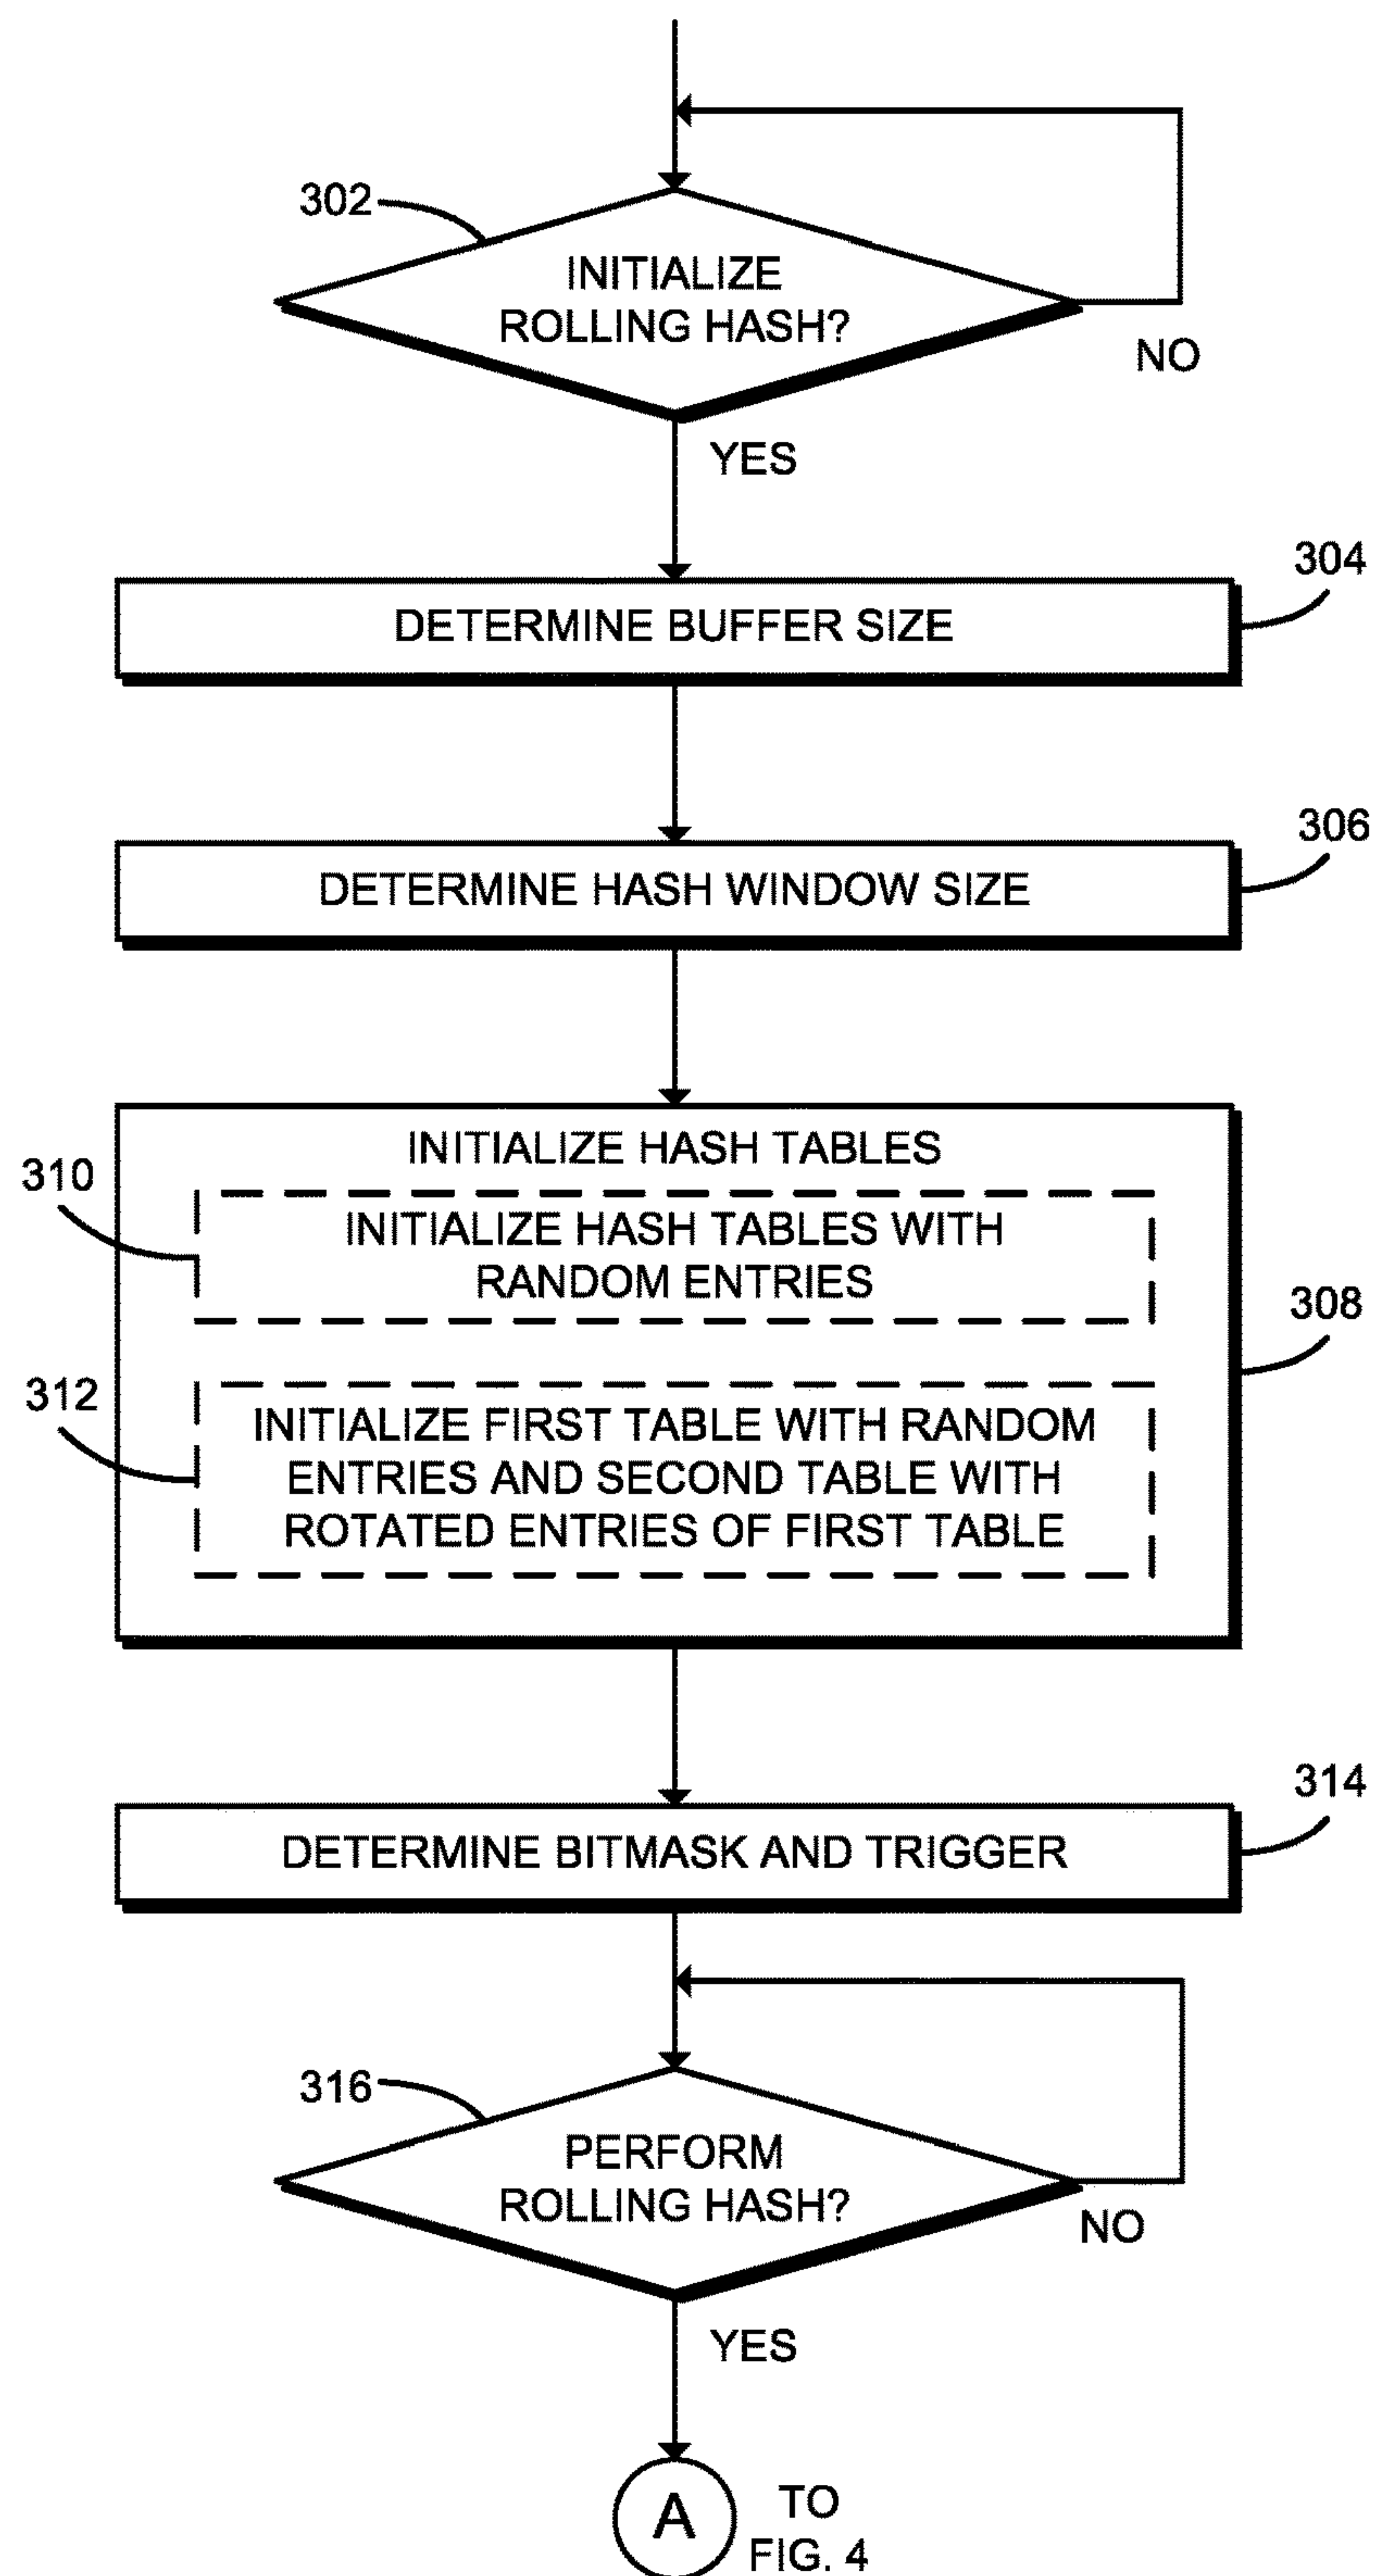 302
INITIALIZE
ROLLING HASH?
NO
YES
304
DETERMINE BUFFER SIZE
306
DETERMINE HASH WINDOW SIZE
INITIALIZE HASH TABLES
310
INITIALIZE HASH TABLES WITH
RANDOM ENTRIES
308
312
INITIALIZE FIRST TABLE WITH RANDOM
ENTRIES AND SECOND TABLE WITH
ROTATED ENTRIES OF FIRST TABLE
314
DETERMINE BITMASK AND TRIGGER
316
PERFORM
ROLLING HASH?
NO
YES
A
TO
FIG. 4